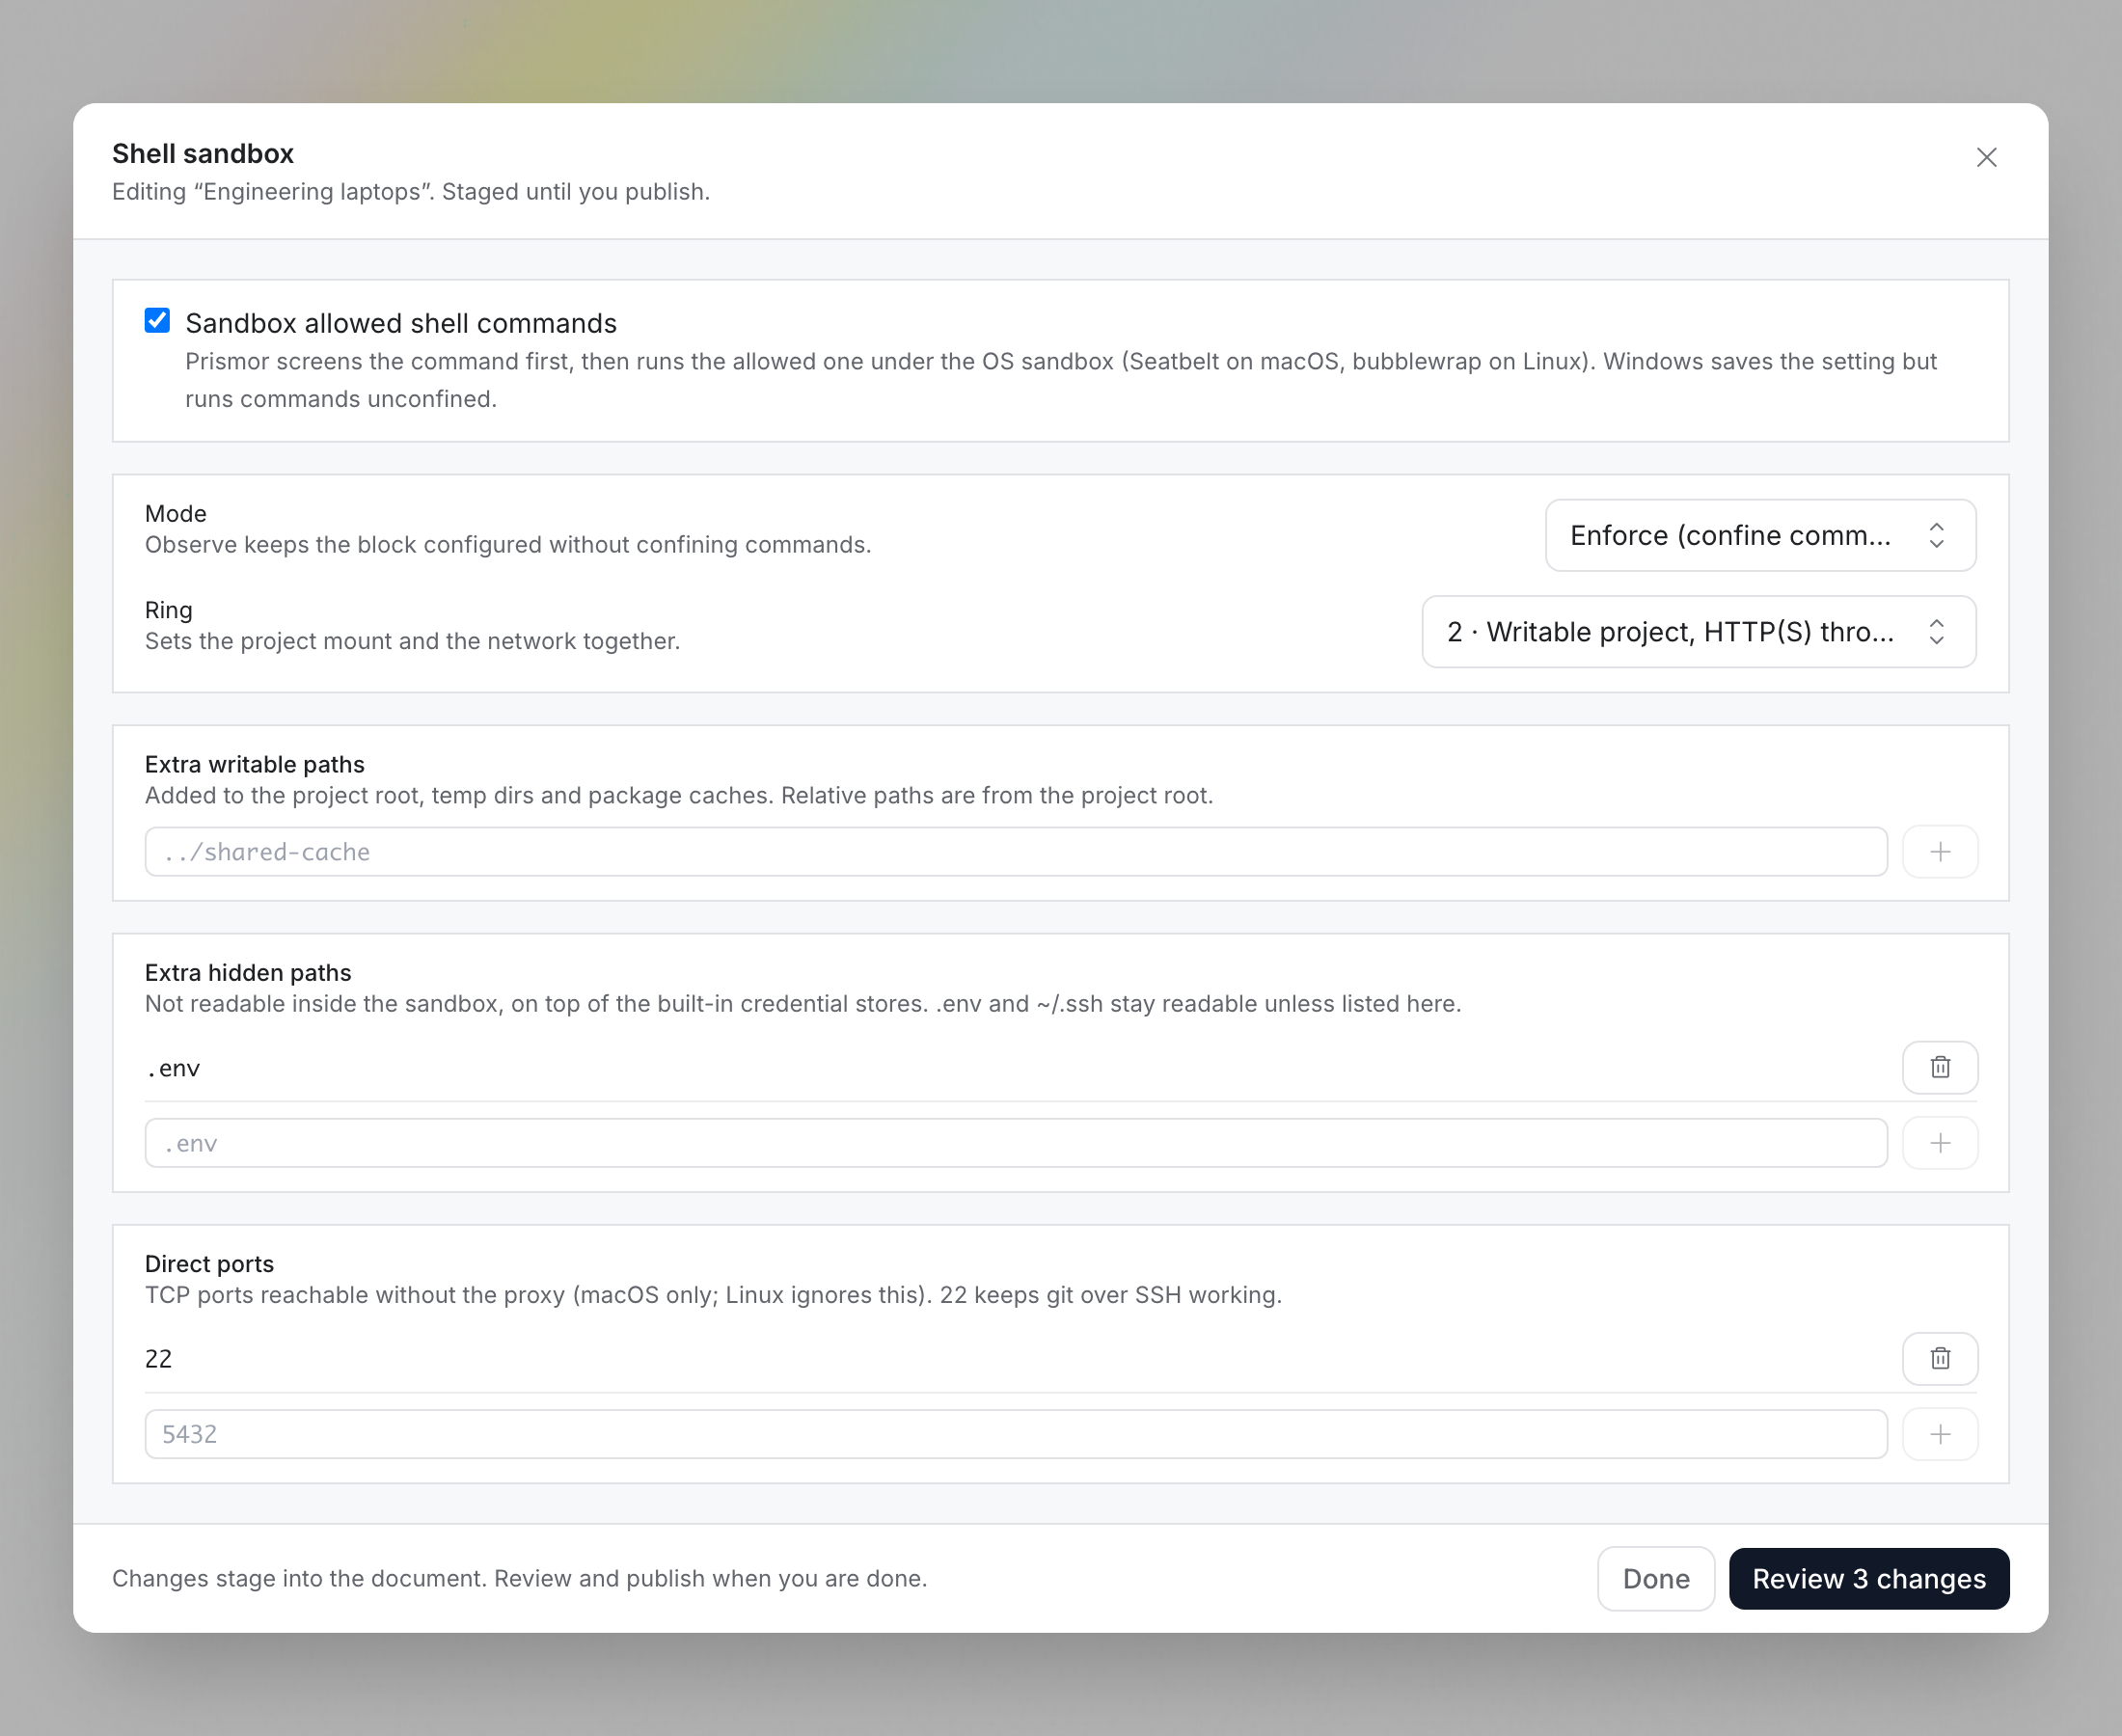 Shell sandbox
Editing “Engineering laptops”. Staged until you publish.
Sandbox allowed shell commands
Prismor screens the command first, then runs the allowed one under the OS sandbox (Seatbelt on macOS, bubblewrap on Linux). Windows saves the setting but
runs commands unconfined.
Mode
Observe keeps the block configured without confining commands.
Enforce (confine comm...
Ring
Sets the project mount and the network together.
2 · Writable project, HTTP(S) thro...
Extra writable paths
Added to the project root, temp dirs and package caches. Relative paths are from the project root.
../shared-cache
Extra hidden paths
Not readable inside the sandbox, on top of the built-in credential stores. .env and ~/.ssh stay readable unless listed here.
.env
.env
Direct ports
TCP ports reachable without the proxy (macOS only; Linux ignores this). 22 keeps git over SSH working.
22
5432
Changes stage into the document. Review and publish when you are done.
Done
Review 3 changes